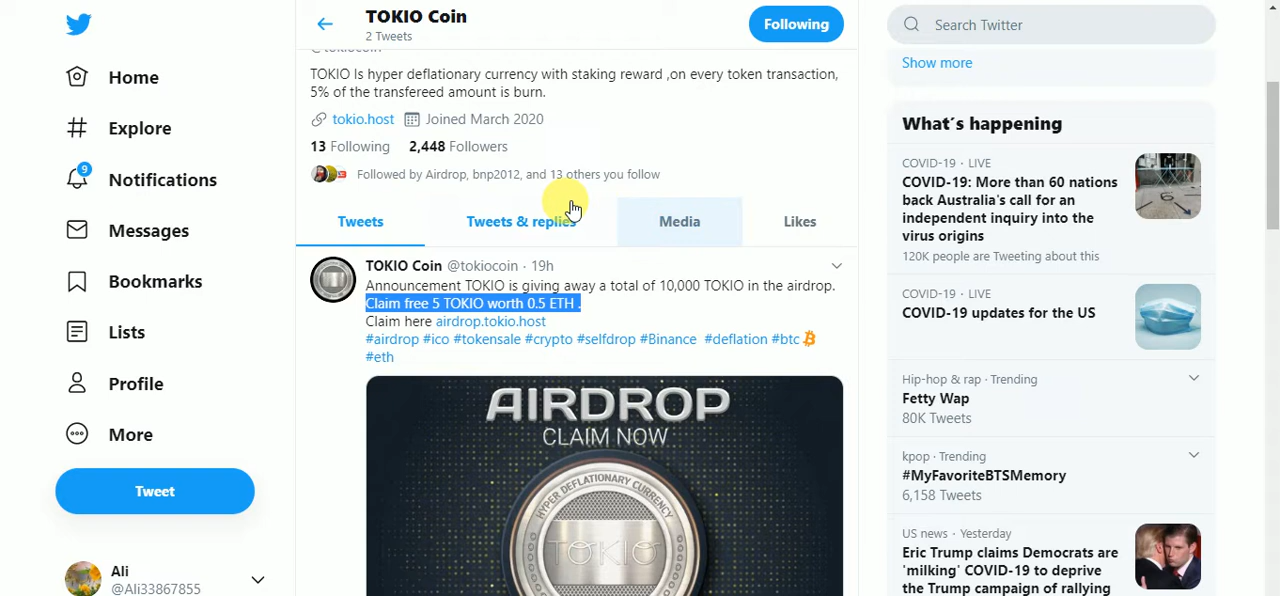 TOKIO Coin
2 Tweets
Following
@tokiocoin
TOKIO Is hyper deflationary currency with staking reward ,on every token transaction,
5% of the transfereed amount is burn.
tokio.host Joined March 2020
13 Following 2,448 Followers
Followed by Airdrop, bnp2012, and 13 others you follow
Tweets Tweets & replies Media Likes
TOKIO Coin @tokiocoin · 19h
Announcement TOKIO is giving away a total of 10,000 TOKIO in the airdrop.
Claim free 5 TOKIO worth 0.5 ETH .
Claim here airdrop.tokio.host
#airdrop #ico #tokensale #crypto #selfdrop #Binance #deflation #btc
#eth
AIRDROP
CLAIM NOW
HYPER DEFLATIONARY CURRENCY
TOKIO
Home
Explore
9
Notifications
Messages
Bookmarks
Lists
Profile
More
Tweet
Ali
@Ali33867855
Search Twitter
Show more
What's happening
COVID-19 · LIVE
COVID-19: More than 60 nations
back Australia's call for an
independent inquiry into the
virus origins
120K people are Tweeting about this
COVID-19 · LIVE
COVID-19 updates for the US
Hip-hop & rap · Trending
Fetty Wap
80K Tweets
kpop · Trending
#MyFavoriteBTSMemory
6,158 Tweets
US news · Yesterday
Eric Trump claims Democrats are
'milking' COVID-19 to deprive
the Trump campaign of rallying